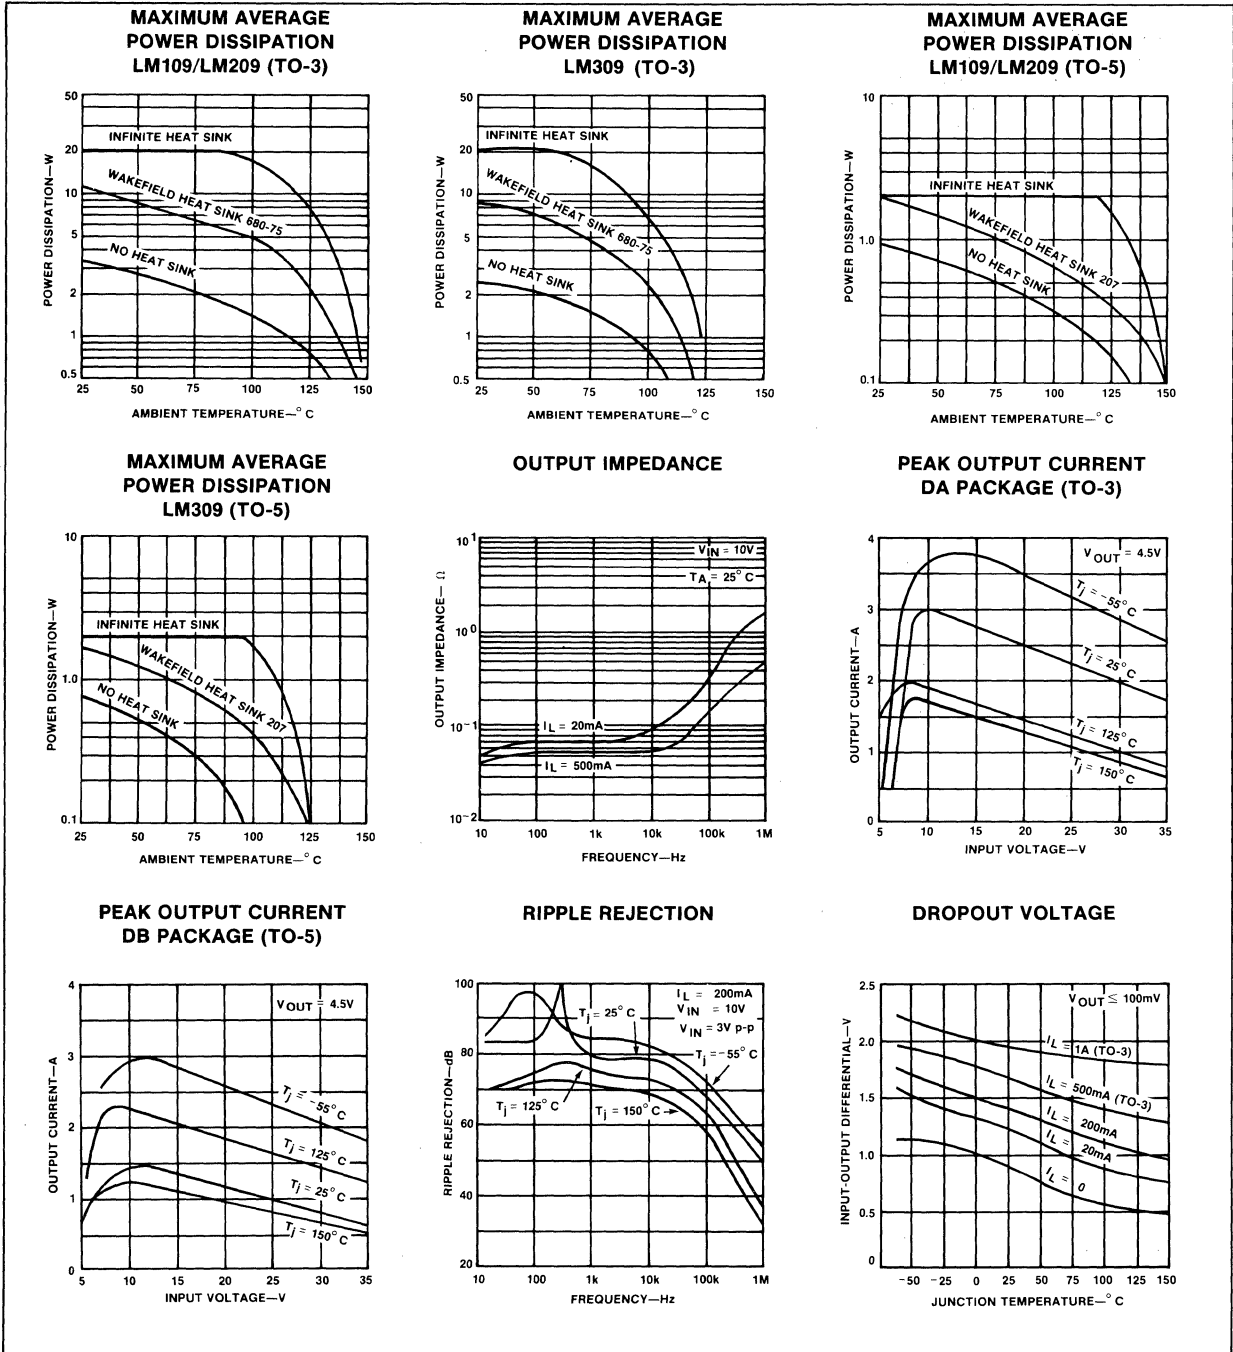 MAXIMUM AVERAGE
POWER DISSIPATION
LM109/LM209 (TO-3)
POWER DISSIPATION—W
50
20
10
5
2
1
0.5
INFINITE HEAT SINK
WAKEFIELD HEAT SINK 680-75
NO HEAT SINK
25 50 75 100 125 150
AMBIENT TEMPERATURE—°C
MAXIMUM AVERAGE
POWER DISSIPATION
LM309 (TO-3)
POWER DISSIPATION—W
50
20
10
5
2
1
0.5
INFINITE HEAT SINK
WAKEFIELD HEAT SINK 680-75
NO HEAT SINK
25 50 75 100 125 150
AMBIENT TEMPERATURE—°C
MAXIMUM AVERAGE
POWER DISSIPATION
LM109/LM209 (TO-5)
POWER DISSIPATION—W
10
1.0
0.1
INFINITE HEAT SINK
WAKEFIELD HEAT SINK 207
NO HEAT SINK
25 50 75 100 125 150
AMBIENT TEMPERATURE—°C
MAXIMUM AVERAGE
POWER DISSIPATION
LM309 (TO-5)
POWER DISSIPATION—W
10
1.0
0.1
INFINITE HEAT SINK
WAKEFIELD HEAT SINK 207
NO HEAT SINK
25 50 75 100 125 150
AMBIENT TEMPERATURE—°C
OUTPUT IMPEDANCE
OUTPUT IMPEDANCE—Ω
10¹
10⁰
10⁻¹
10⁻²
VIN = 10V
TA = 25°C
IL = 20mA
IL = 500mA
10 100 1k 10k 100k 1M
FREQUENCY—Hz
PEAK OUTPUT CURRENT
DA PACKAGE (TO-3)
OUTPUT CURRENT—A
4
3
2
1
0
VOUT = 4.5V
Tj = −55°C
Tj = 25°C
Tj = 125°C
Tj = 150°C
5 10 15 20 25 30 35
INPUT VOLTAGE—V
PEAK OUTPUT CURRENT
DB PACKAGE (TO-5)
OUTPUT CURRENT—A
4
3
2
1
0
VOUT = 4.5V
Tj = −55°C
Tj = 125°C
Tj = 25°C
Tj = 150°C
5 10 15 20 25 30 35
INPUT VOLTAGE—V
RIPPLE REJECTION
RIPPLE REJECTION—dB
100
80
60
40
20
IL = 200mA
VIN = 10V
VIN = 3V p-p
Tj = 25°C
Tj = −55°C
Tj = 125°C
Tj = 150°C
10 100 1k 10k 100k 1M
FREQUENCY—Hz
DROPOUT VOLTAGE
INPUT-OUTPUT DIFFERENTIAL—V
2.5
2.0
1.5
1.0
0.5
0
VOUT ≤ 100mV
IL = 1A (TO-3)
IL = 500mA (TO-3)
IL = 200mA
IL = 20mA
IL = 0
−50 −25 0 25 50 75 100 125 150
JUNCTION TEMPERATURE—°C